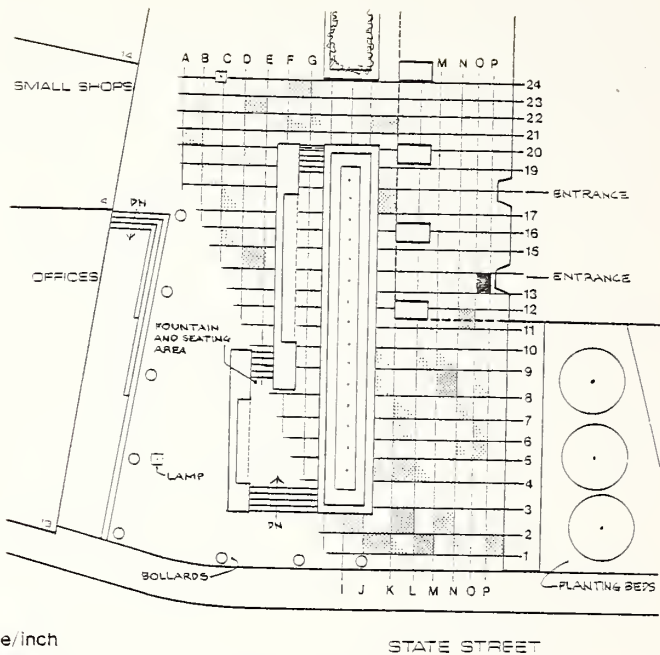 A B C D E F G
M N O P
14
SMALL SHOPS
24
23
22
21
20
19
ENTRANCE
17
16
15
ENTRANCE
13
12
11
10
9
8
7
6
5
4
3
2
1
DN
OFFICES
FOUNTAIN
AND SEATING
AREA
LAMP
DN
13
BOLLARDS
I J K L M N O P
PLANTING BEDS
e/inch
STATE STREET